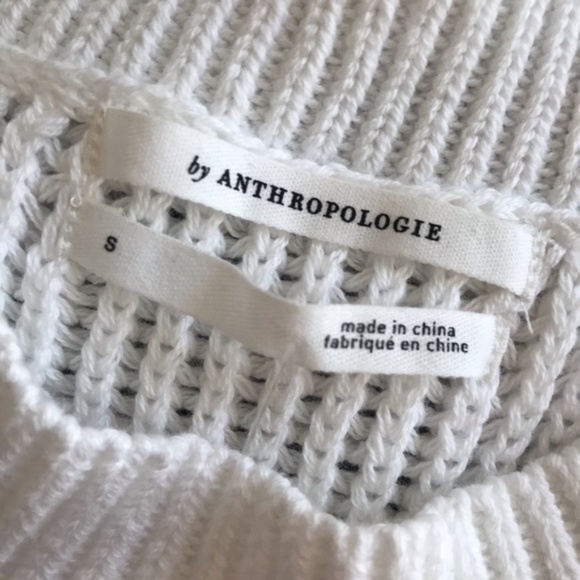 by ANTHROPOLOGIE
S
made in china
fabriqué en chine